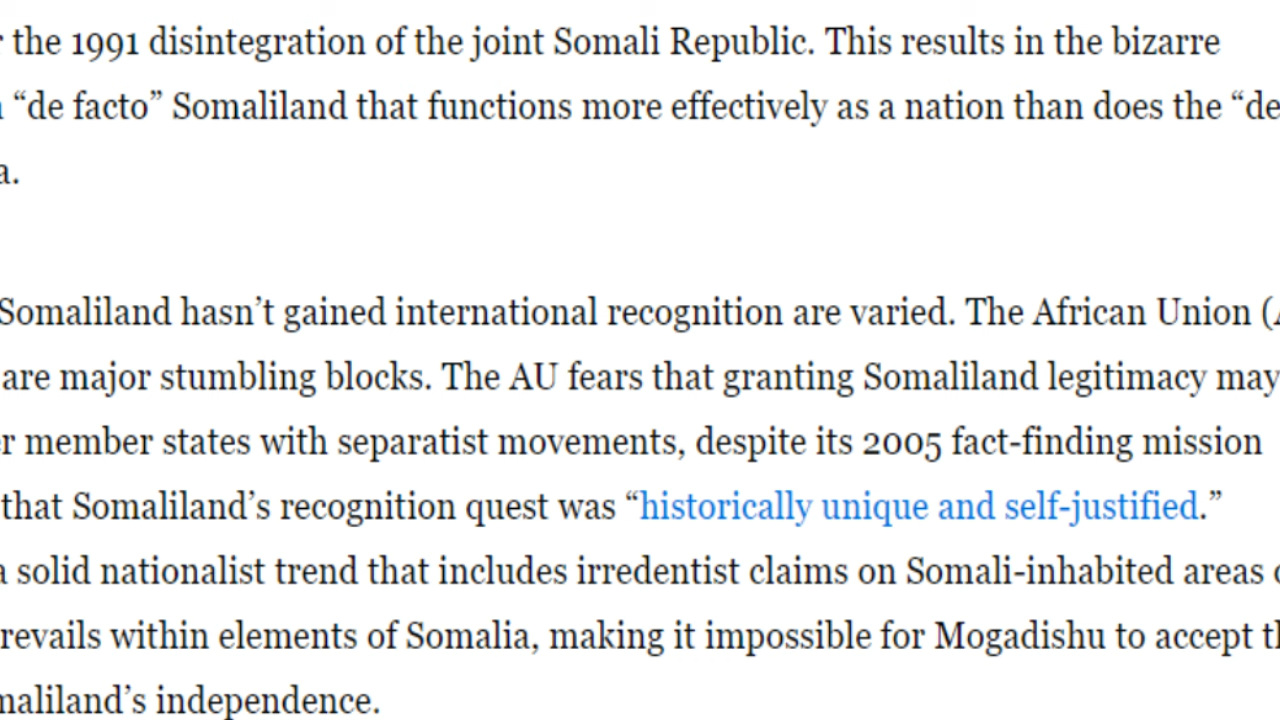 the 1991 disintegration of the joint Somali Republic. This results in the bizarre
“de facto” Somaliland that functions more effectively as a nation than does the “de
a.
Somaliland hasn’t gained international recognition are varied. The African Union (
are major stumbling blocks. The AU fears that granting Somaliland legitimacy may
member states with separatist movements, despite its 2005 fact-finding mission
that Somaliland’s recognition quest was “historically unique and self-justified.”
a solid nationalist trend that includes irredentist claims on Somali-inhabited areas
revails within elements of Somalia, making it impossible for Mogadishu to accept
maliland’s independence.